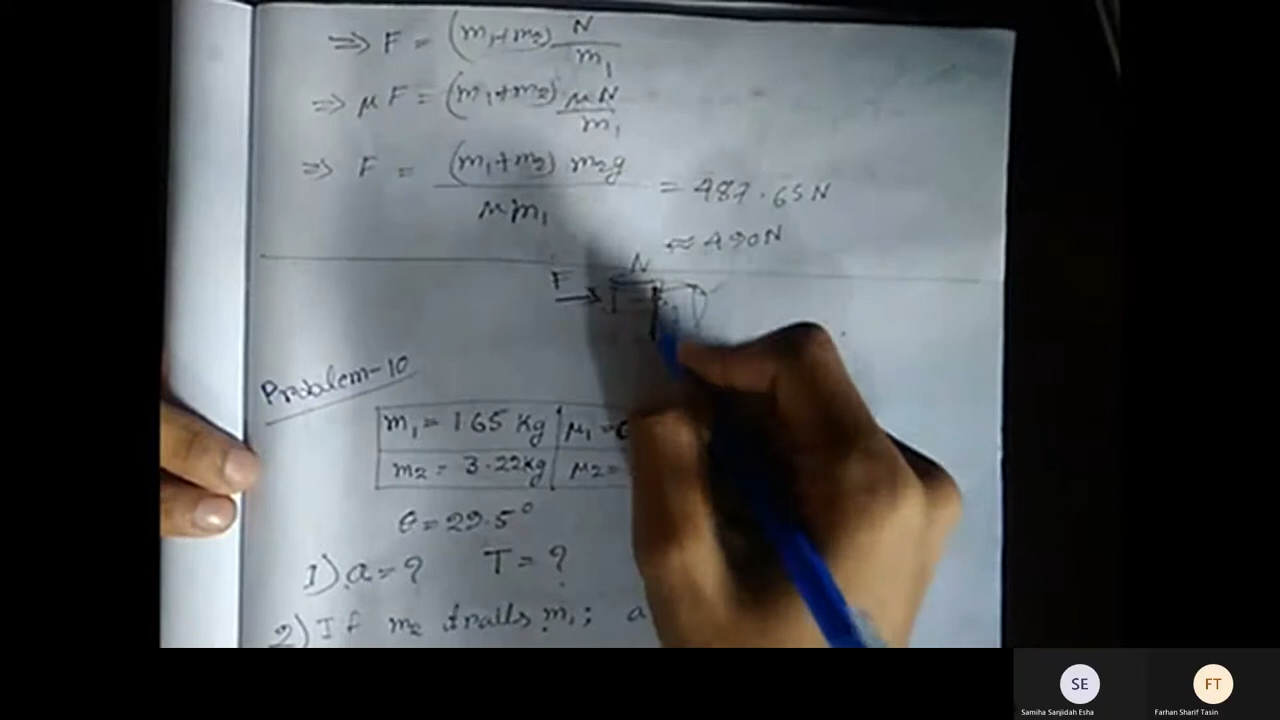 ⇒ F = (m₁+m₂) N/m₁
⇒ μF = (m₁+m₂) μN/m₁
⇒ F = (m₁+m₂) m₂g / μm₁ = 487.65N
≈ 490N
N
F
Problem-10
m₁ = 1.65 Kg | μ₁ =
m₂ = 3.22kg | μ₂ =
θ = 29.5°
1) a = ? T = ?
2) If m₂ trails m₁; a
SE FT
Samiha Sanjidah Esha Farhan Sharif Tasin